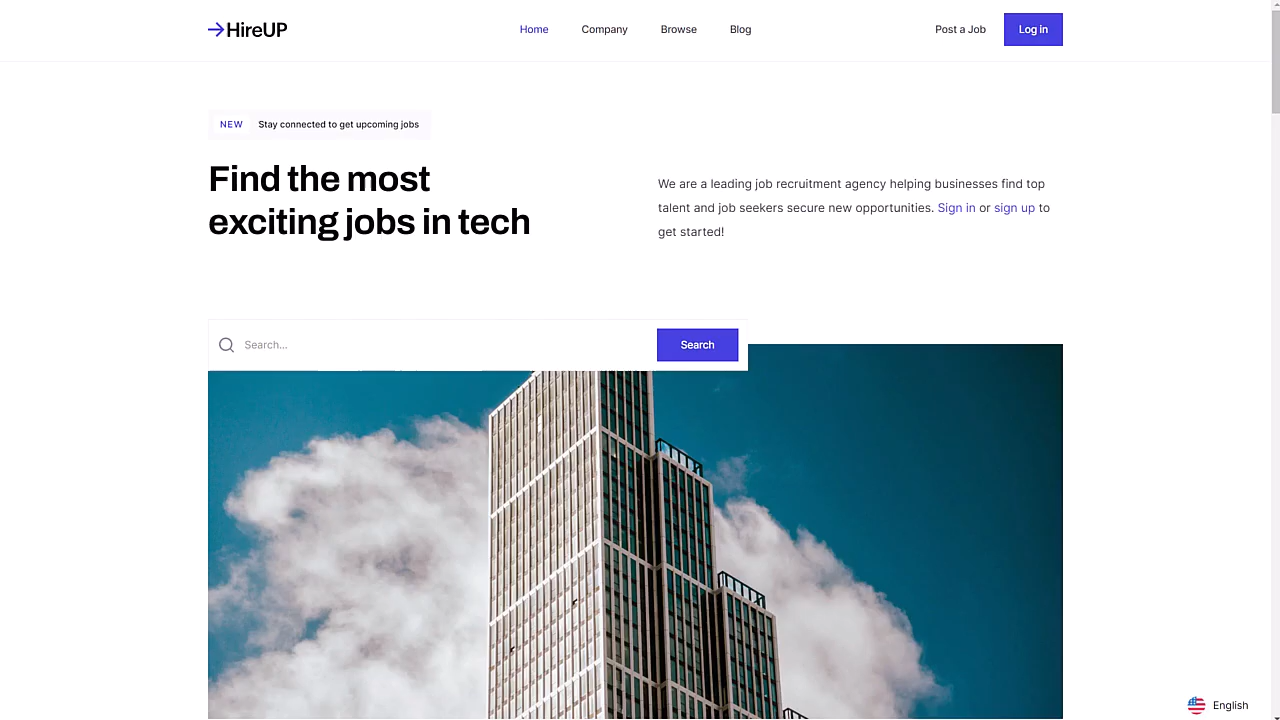 HireUP
Home
Company
Browse
Blog
Post a Job
Log in
NEW
Stay connected to get upcoming jobs
Find the most
exciting jobs in tech
We are a leading job recruitment agency helping businesses find top
talent and job seekers secure new opportunities. Sign in or sign up to
get started!
Search...
Search
English